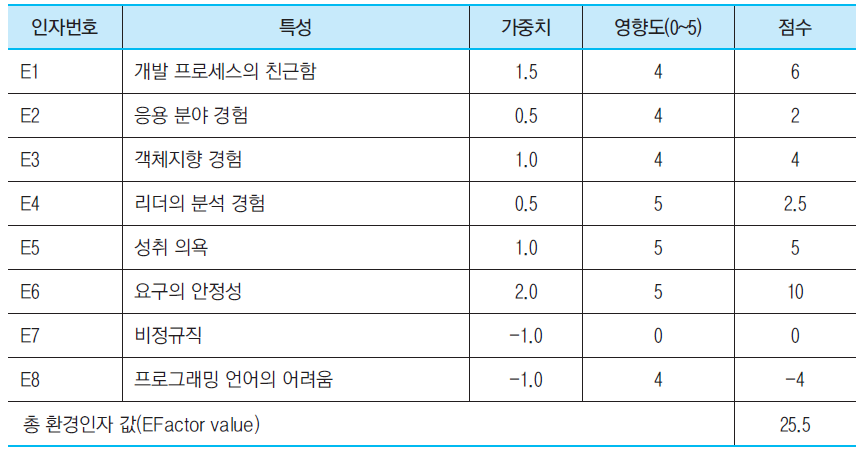 인자번호 특성 가중치 영향도(0~5) 점수
E1 개발 프로세스의 친근함 1.5 4 6
E2 응용 분야 경험 0.5 4 2
E3 객체지향 경험 1.0 4 4
E4 리더의 분석 경험 0.5 5 2.5
E5 성취 의욕 1.0 5 5
E6 요구의 안정성 2.0 5 10
E7 비정규직 -1.0 0 0
E8 프로그래밍 언어의 어려움 -1.0 4 -4
총 환경인자 값(EFactor value) 25.5